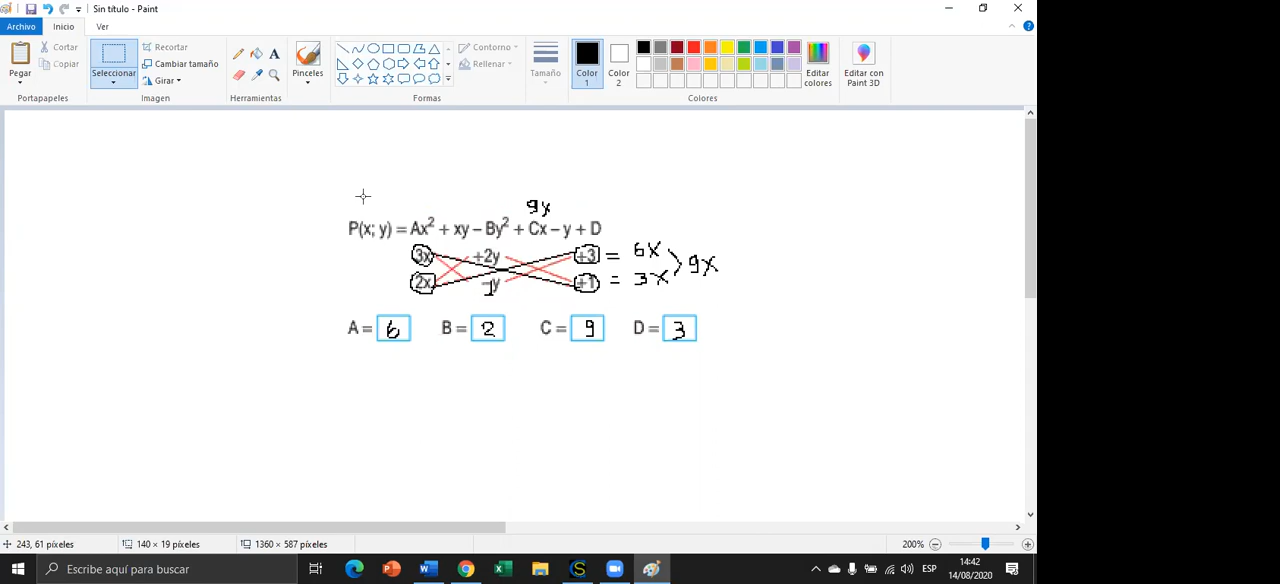 Sin título - Paint
Archivo Inicio Ver
Pegar
Cortar
Copiar
Portapapeles
Seleccionar
Recortar
Cambiar tamaño
Girar
Imagen
A
Herramientas
Pinceles
Contorno
Rellenar
Formas
Tamaño
Color 1
Color 2
Colores
Editar colores
Editar con Paint 3D
9x
P(x; y) = Ax² + xy − By² + Cx − y + D
3x +2y +3 = 6x
9x
2x −y +1 = 3x
A = 6 B = 2 C = 9 D = 3
243, 61 píxeles 140 × 19 píxeles 1360 × 587 píxeles 200%
Escribe aquí para buscar
ESP
14:42
14/08/2020